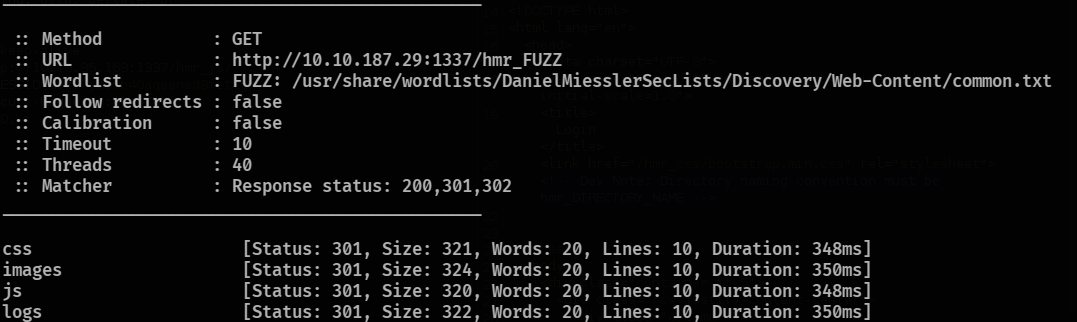 :: Method : GET
:: URL : http://10.10.187.29:1337/hmr_FUZZ
:: Wordlist : FUZZ: /usr/share/wordlists/DanielMiesslerSecLists/Discovery/Web-Content/common.txt
:: Follow redirects : false
:: Calibration : false
:: Timeout : 10
:: Threads : 40
:: Matcher : Response status: 200,301,302
css [Status: 301, Size: 321, Words: 20, Lines: 10, Duration: 348ms]
images [Status: 301, Size: 324, Words: 20, Lines: 10, Duration: 350ms]
js [Status: 301, Size: 320, Words: 20, Lines: 10, Duration: 348ms]
logs [Status: 301, Size: 322, Words: 20, Lines: 10, Duration: 350ms]